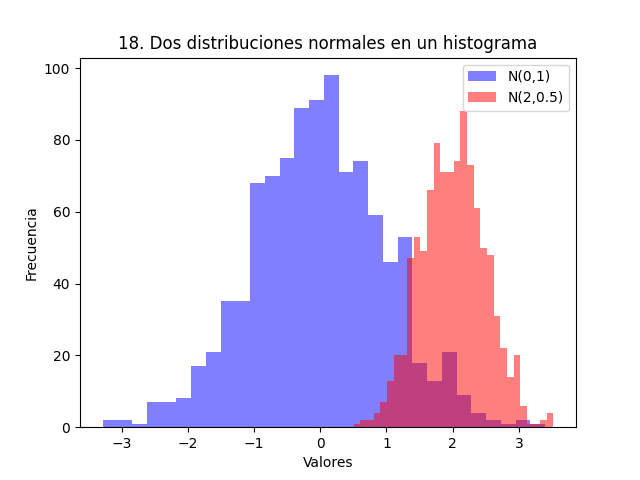 18. Dos distribuciones normales en un histograma
N(0,1)
N(2,0.5)
100
80
60
40
20
0
Frecuencia
−3
−2
−1
0
1
2
3
Valores